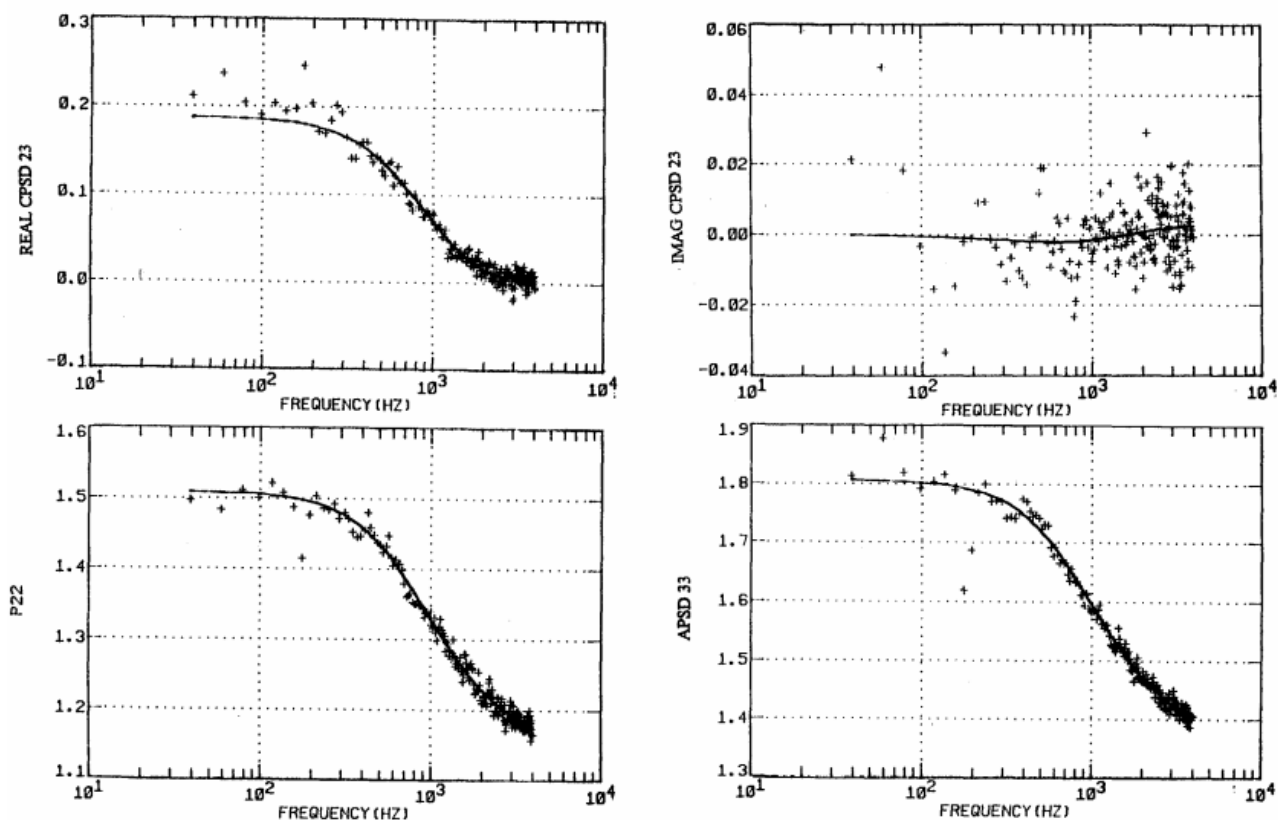 0.3
0.2
0.1
0.0
-0.1
REAL CPSD 23
10¹ 10² 10³ 10⁴
FREQUENCY(HZ)
0.06
0.04
0.02
0.00
-0.02
-0.04
IMAG CPSD 23
10¹ 10² 10³ 10⁴
FREQUENCY(HZ)
1.6
1.5
1.4
1.3
1.2
1.1
P22
10¹ 10² 10³ 10⁴
FREQUENCY(HZ)
1.9
1.8
1.7
1.6
1.5
1.4
1.3
APSD 33
10¹ 10² 10³ 10⁴
FREQUENCY(HZ)